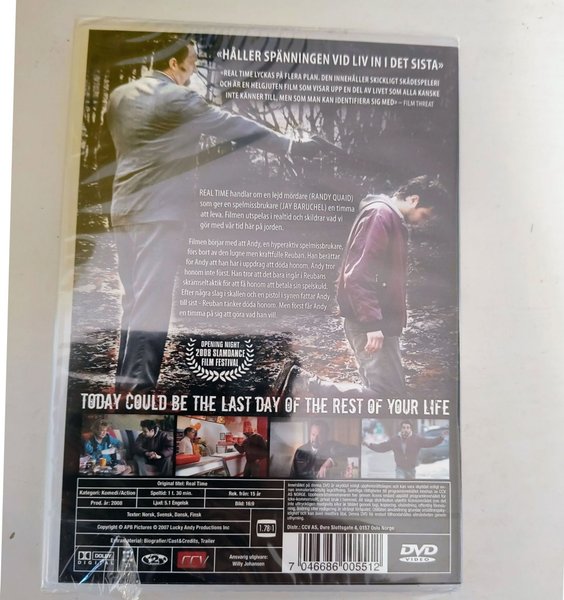 «HÅLLER SPÄNNINGEN VID LIV IN I DET SISTA»
«REAL TIME LYCKAS PÅ FLERA PLAN. DEN INNEHÅLLER SKICKLIGT SKÅDESPELERI
OCH ÄR EN HELGJUTEN FILM SOM VISAR UPP EN DEL AV LIVET SOM ALLA KANSKE
INTE KÄNNER TILL, MEN SOM MAN KAN IDENTIFIERA SIG MED» – FILM THREAT
REAL TIME handlar om en lejd mördare (RANDY QUAID)
som ger en spelmissbrukare (JAY BARUCHEL) en timma
att leva. Filmen utspelas i realtid och skildrar vad vi
gör med vår tid här på jorden.
Filmen börjar med att Andy, en hyperaktiv spelmissbrukare,
förs bort av den lugne men kraftfulle Reuban. Han berättar
för Andy att han har i uppdrag att döda honom. Andy tror
honom inte först. Han tror att det bara ingår i Reubans
skrämseltaktik för att få honom att betala sin spelskuld.
Efter några slag i skallen och en pistol i synen fattar Andy
till sist - Reuban tänker döda honom. Men först får Andy
en timma på sig att göra vad han vill.
OPENING NIGHT
2008 SLAMDANCE
FILM FESTIVAL
TODAY COULD BE THE LAST DAY OF THE REST OF YOUR LIFE
Original titel: Real Time
Kategori: Komedi/Action Speltid: 1 t. 30 min. Rek. från: 15 år
Prod. år: 2008 Ljud: 5.1 Engelsk Bild: 16:9
Texter: Norsk, Svensk, Dansk, Finsk
Copyright © APB Pictures © 2007 Lucky Andy Productions Inc
1.78:1
Extramaterial: Biografier/Cast&Credits, Trailer
Distr.: CCV AS, Øvre Slottsgate 4, 0157 Oslo Norge
DOLBY
DIGITAL
CCV
Ansvarig utgivare:
Willy Johansen
7 046686 005512
DVD
VIDEO